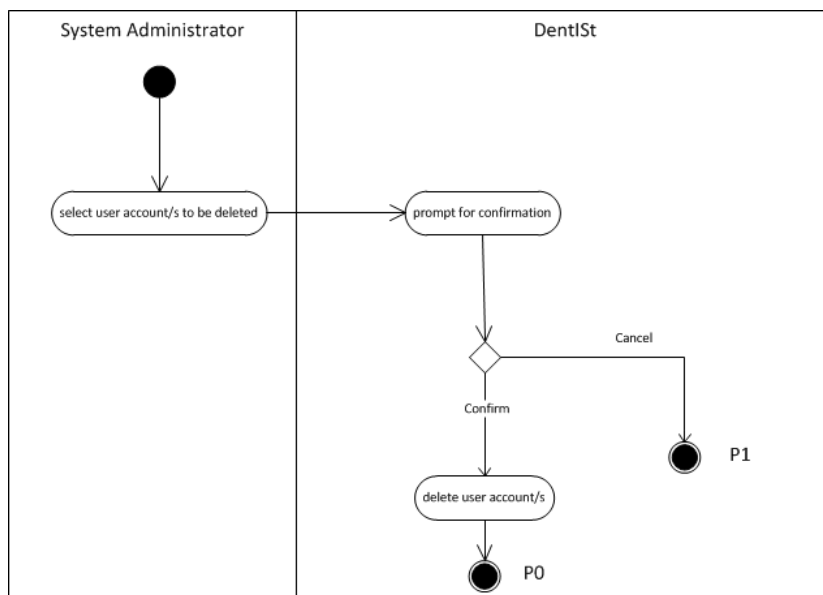 System Administrator
DentISt
select user account/s to be deleted
prompt for confirmation
Cancel
Confirm
P1
delete user account/s
P0